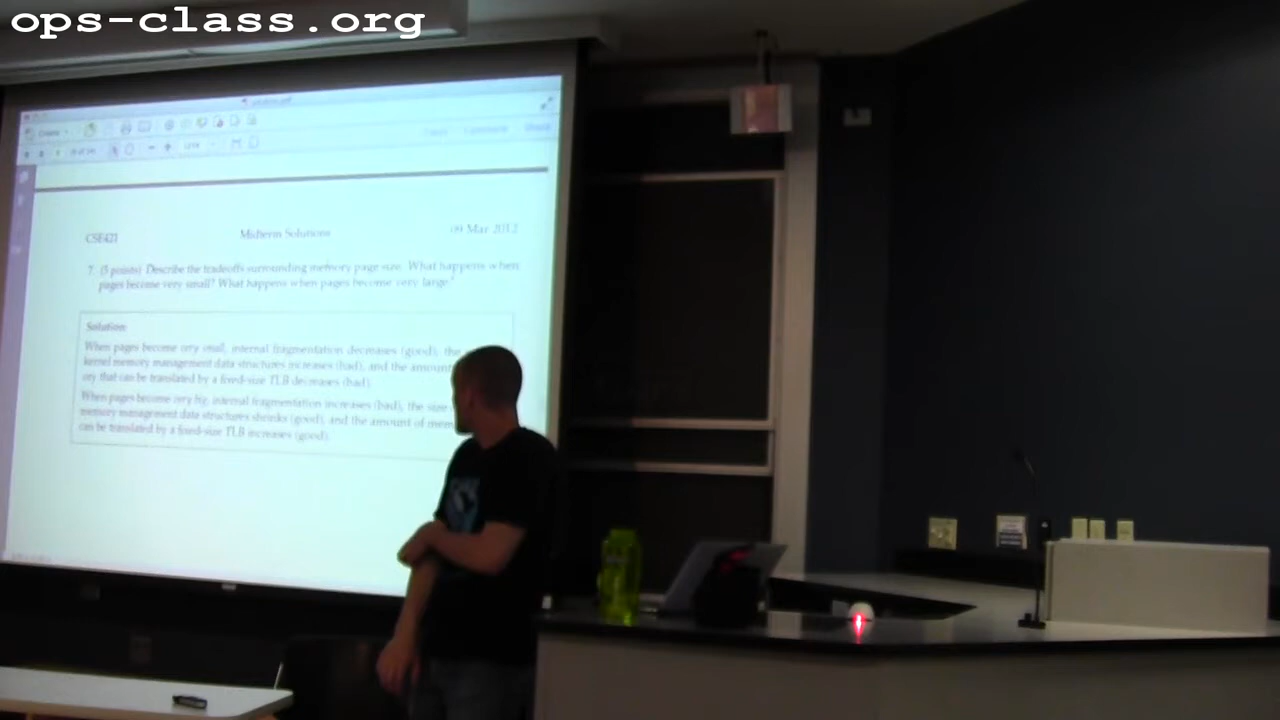 ops-class.org
CSE421 Midterm Solutions 09 Mar 2012
7. (5 points) Describe the tradeoffs surrounding memory page size. What happens when
pages become very small? What happens when pages become very large?
Solution:
When pages become very small, internal fragmentation decreases (good), the
kernel memory management data structures increases (bad), and the amount
ory that can be translated by a fixed-size TLB decreases (bad).
When pages become very big, internal fragmentation increases (bad), the size
memory management data structures shrinks (good), and the amount of mem
can be translated by a fixed-size TLB increases (good).